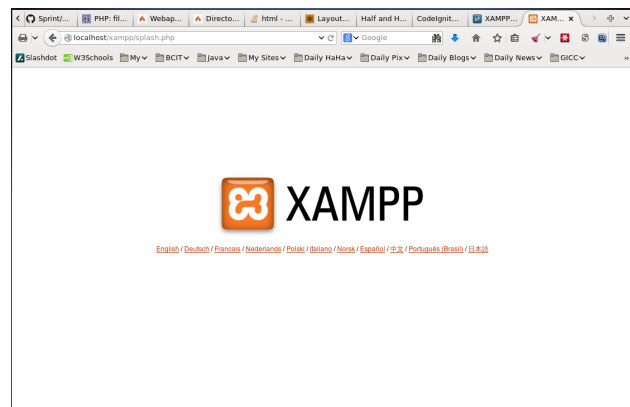 Sprint/... PHP: fil... Webap... Directo... html - ... Layout... Half and H... CodeIgnit... XAMPP... XAM... ×
localhost/xampp/splash.php Google
Slashdot W3Schools My BCIT Java My Sites Daily HaHa Daily Pix Daily Blogs Daily News GICC »
XAMPP
English / Deutsch / Francais / Nederlands / Polski / Italiano / Norsk / Español / 中文 / Português (Brasil) / 日本語